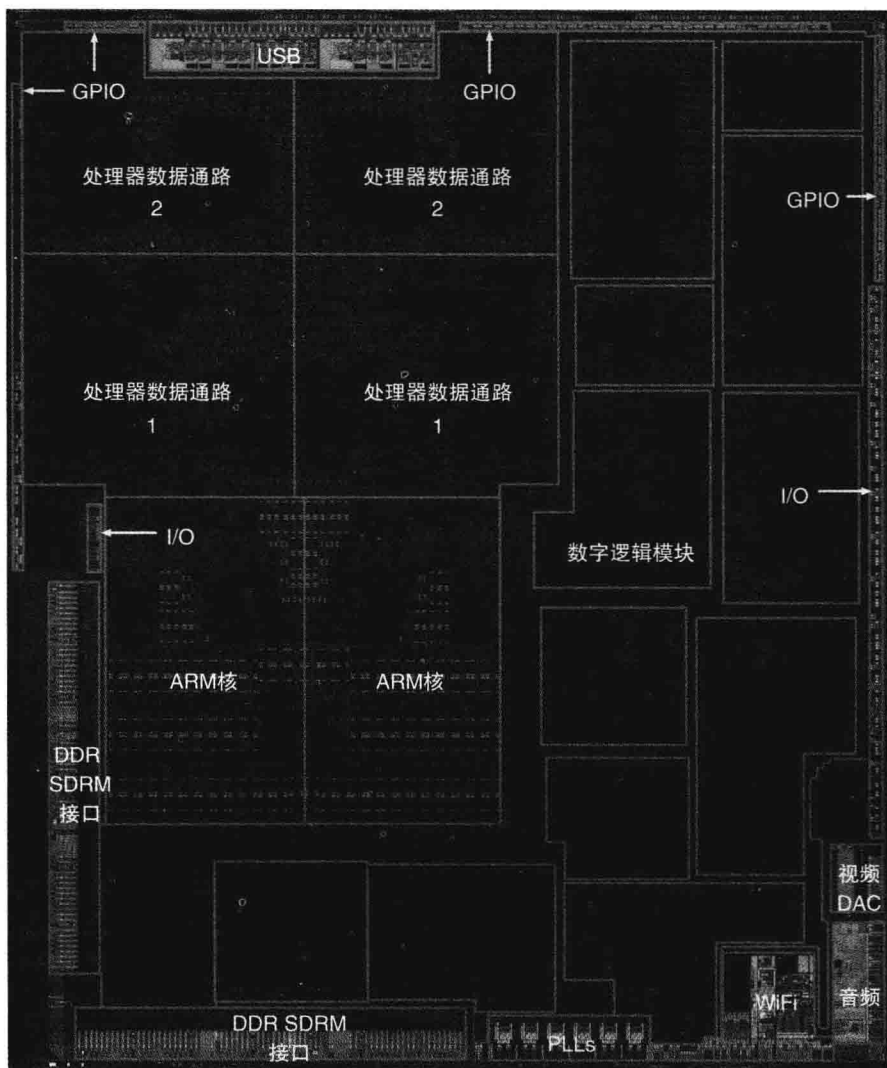 USB
GPIO
GPIO
处理器数据通路
2
处理器数据通路
2
GPIO
处理器数据通路
1
处理器数据通路
1
I/O
I/O
数字逻辑模块
ARM核
ARM核
DDR
SDRM
接口
视频
DAC
WiFi
音频
DDR SDRM
接口
PLLs